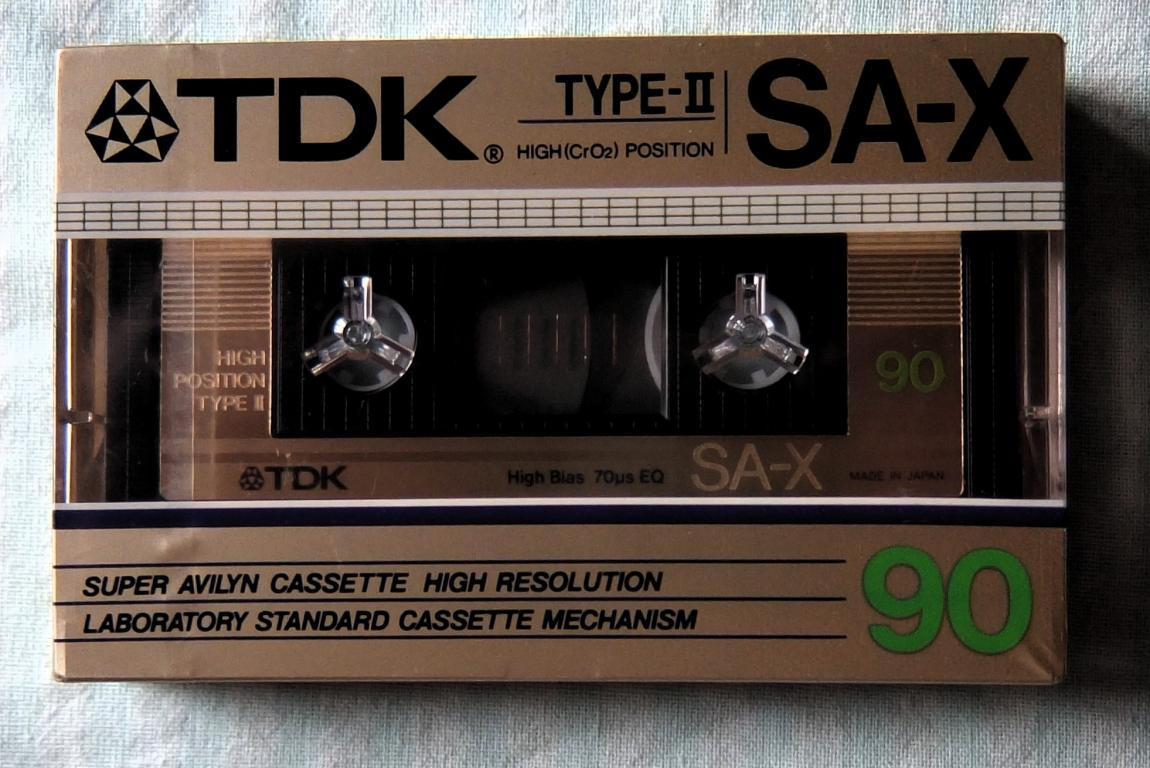 TDK® TYPE-II SA-X
HIGH (CrO2) POSITION
HIGH
POSITION
TYPE II
90
TDK High Bias 70µs EQ SA-X MADE IN JAPAN
SUPER AVILYN CASSETTE HIGH RESOLUTION
LABORATORY STANDARD CASSETTE MECHANISM
90